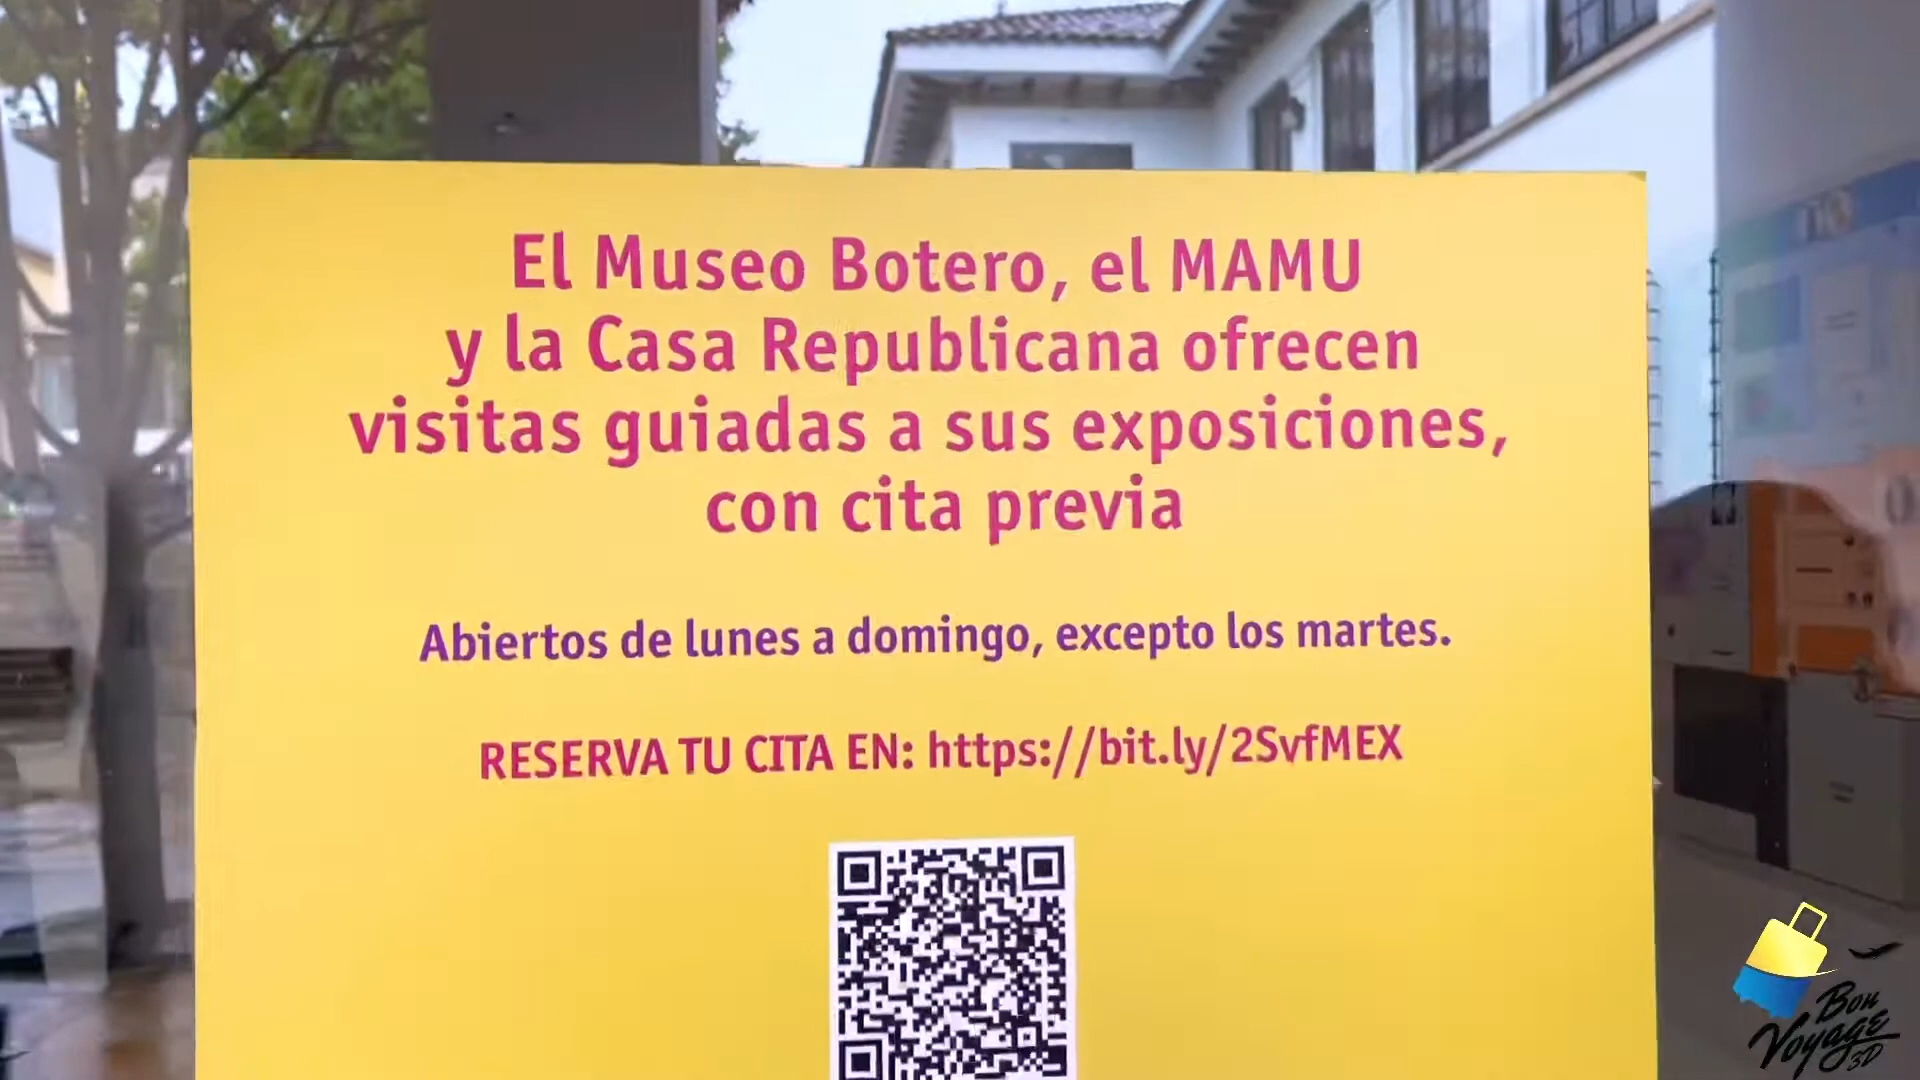 El Museo Botero, el MAMU
y la Casa Republicana ofrecen
visitas guiadas a sus exposiciones,
con cita previa
Abiertos de lunes a domingo, excepto los martes.
RESERVA TU CITA EN: https://bit.ly/2SvfMEX
Bon
Voyage
3D